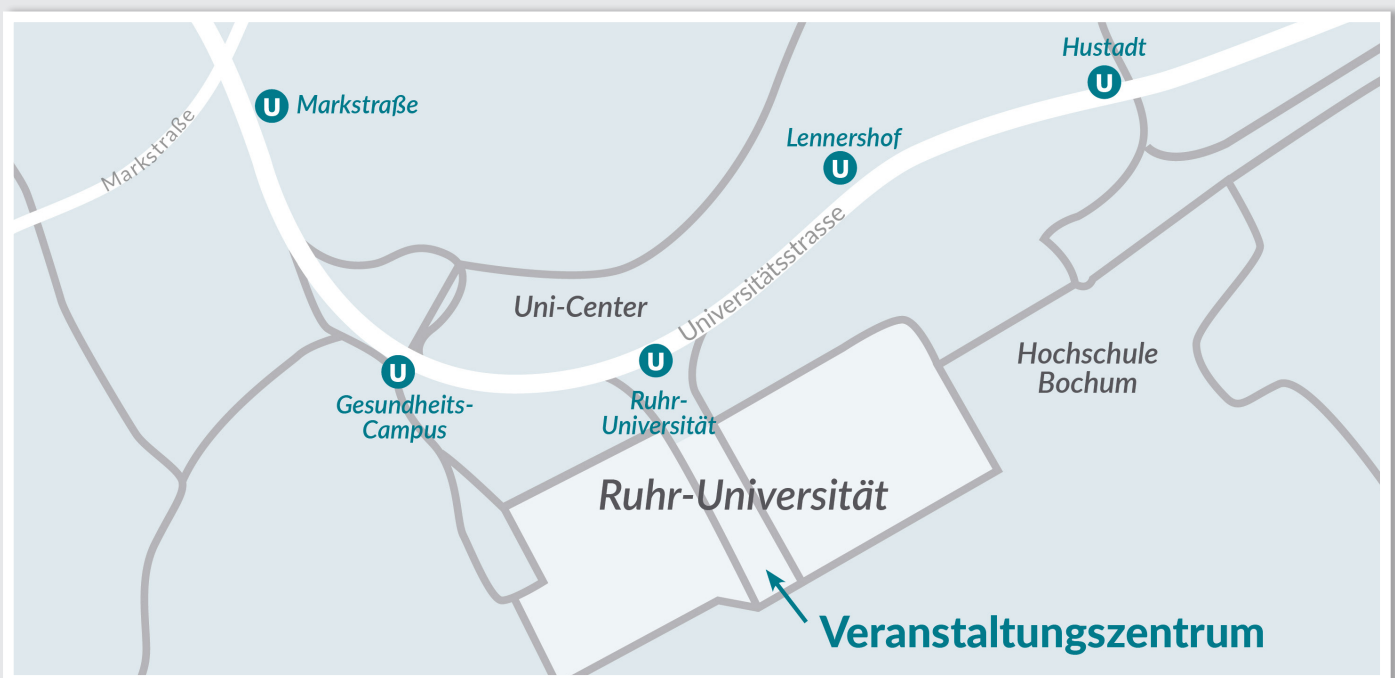 Hustadt
U
U Markstraße
Markstraße
Lennershof
U
Universitätsstrasse
Uni-Center
U
Ruhr-
Universität
U
Gesundheits-
Campus
Hochschule
Bochum
Ruhr-Universität
Veranstaltungszentrum